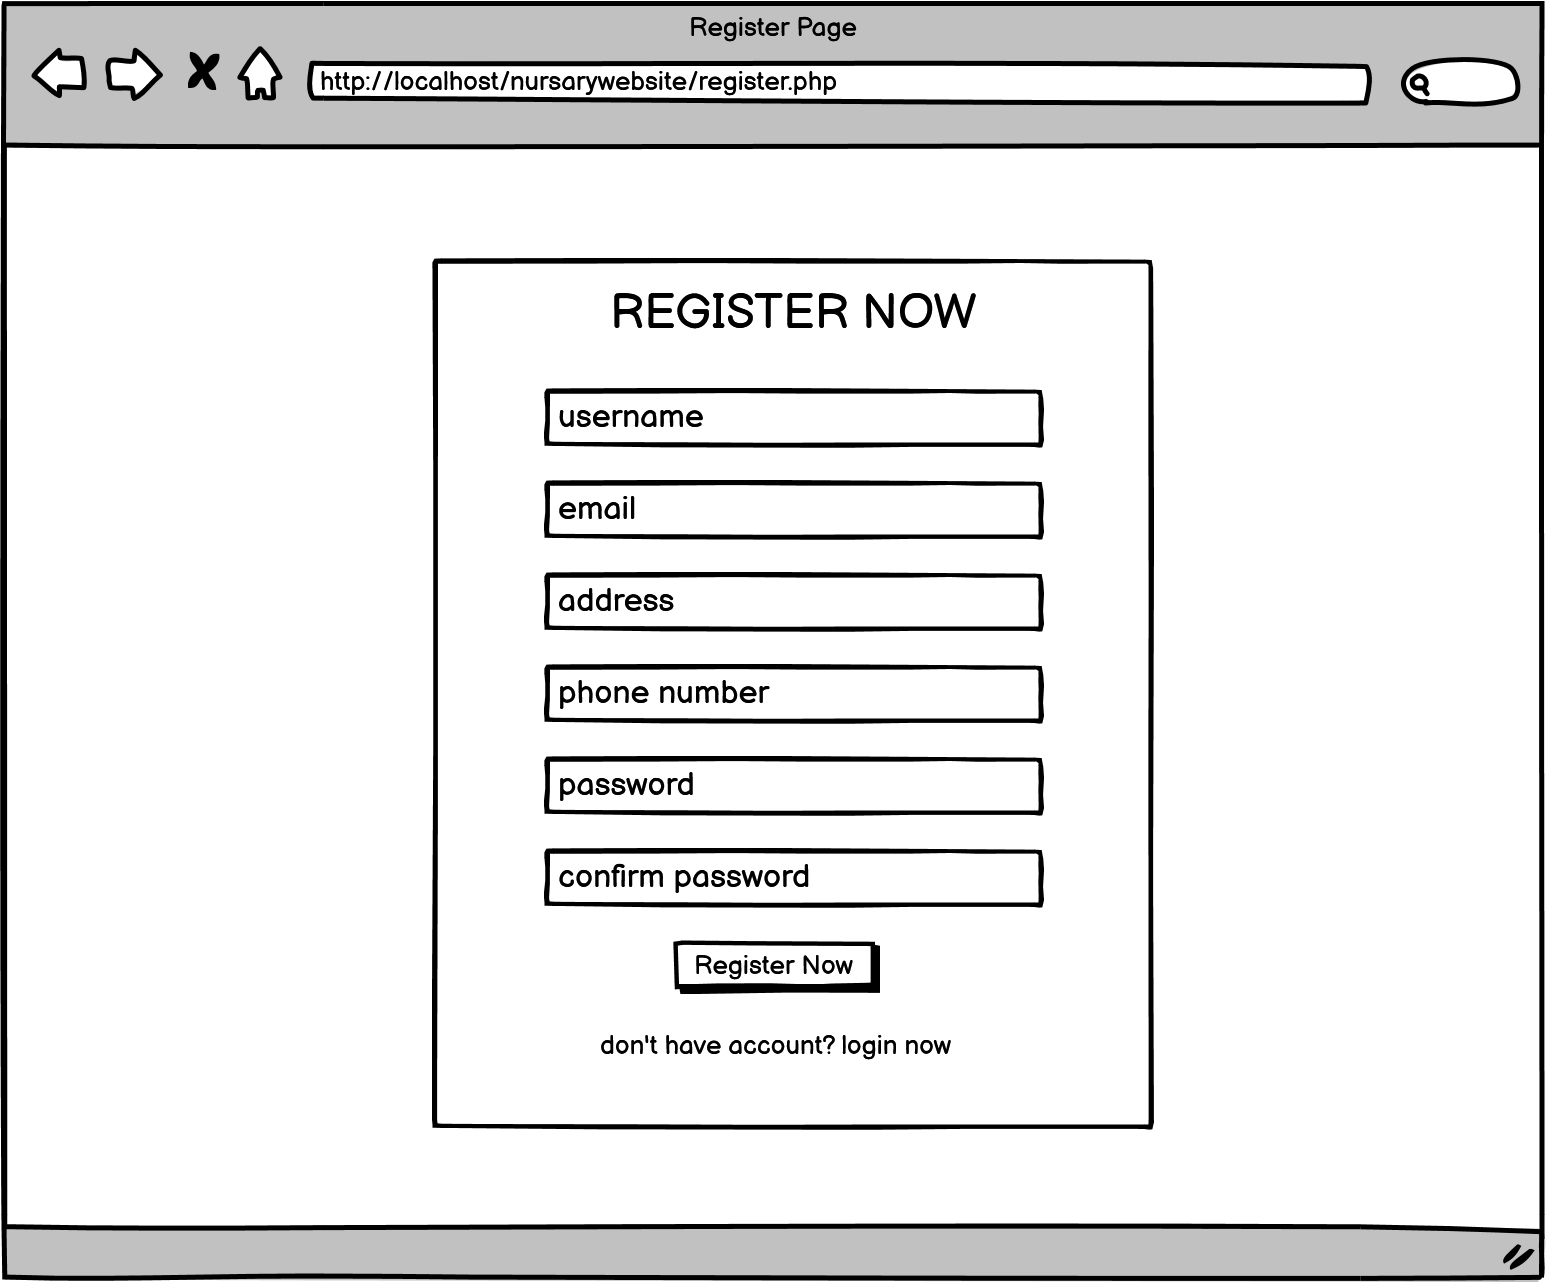 Register Page
http://localhost/nursarywebsite/register.php
REGISTER NOW
username
email
address
phone number
password
confirm password
Register Now
don't have account? login now